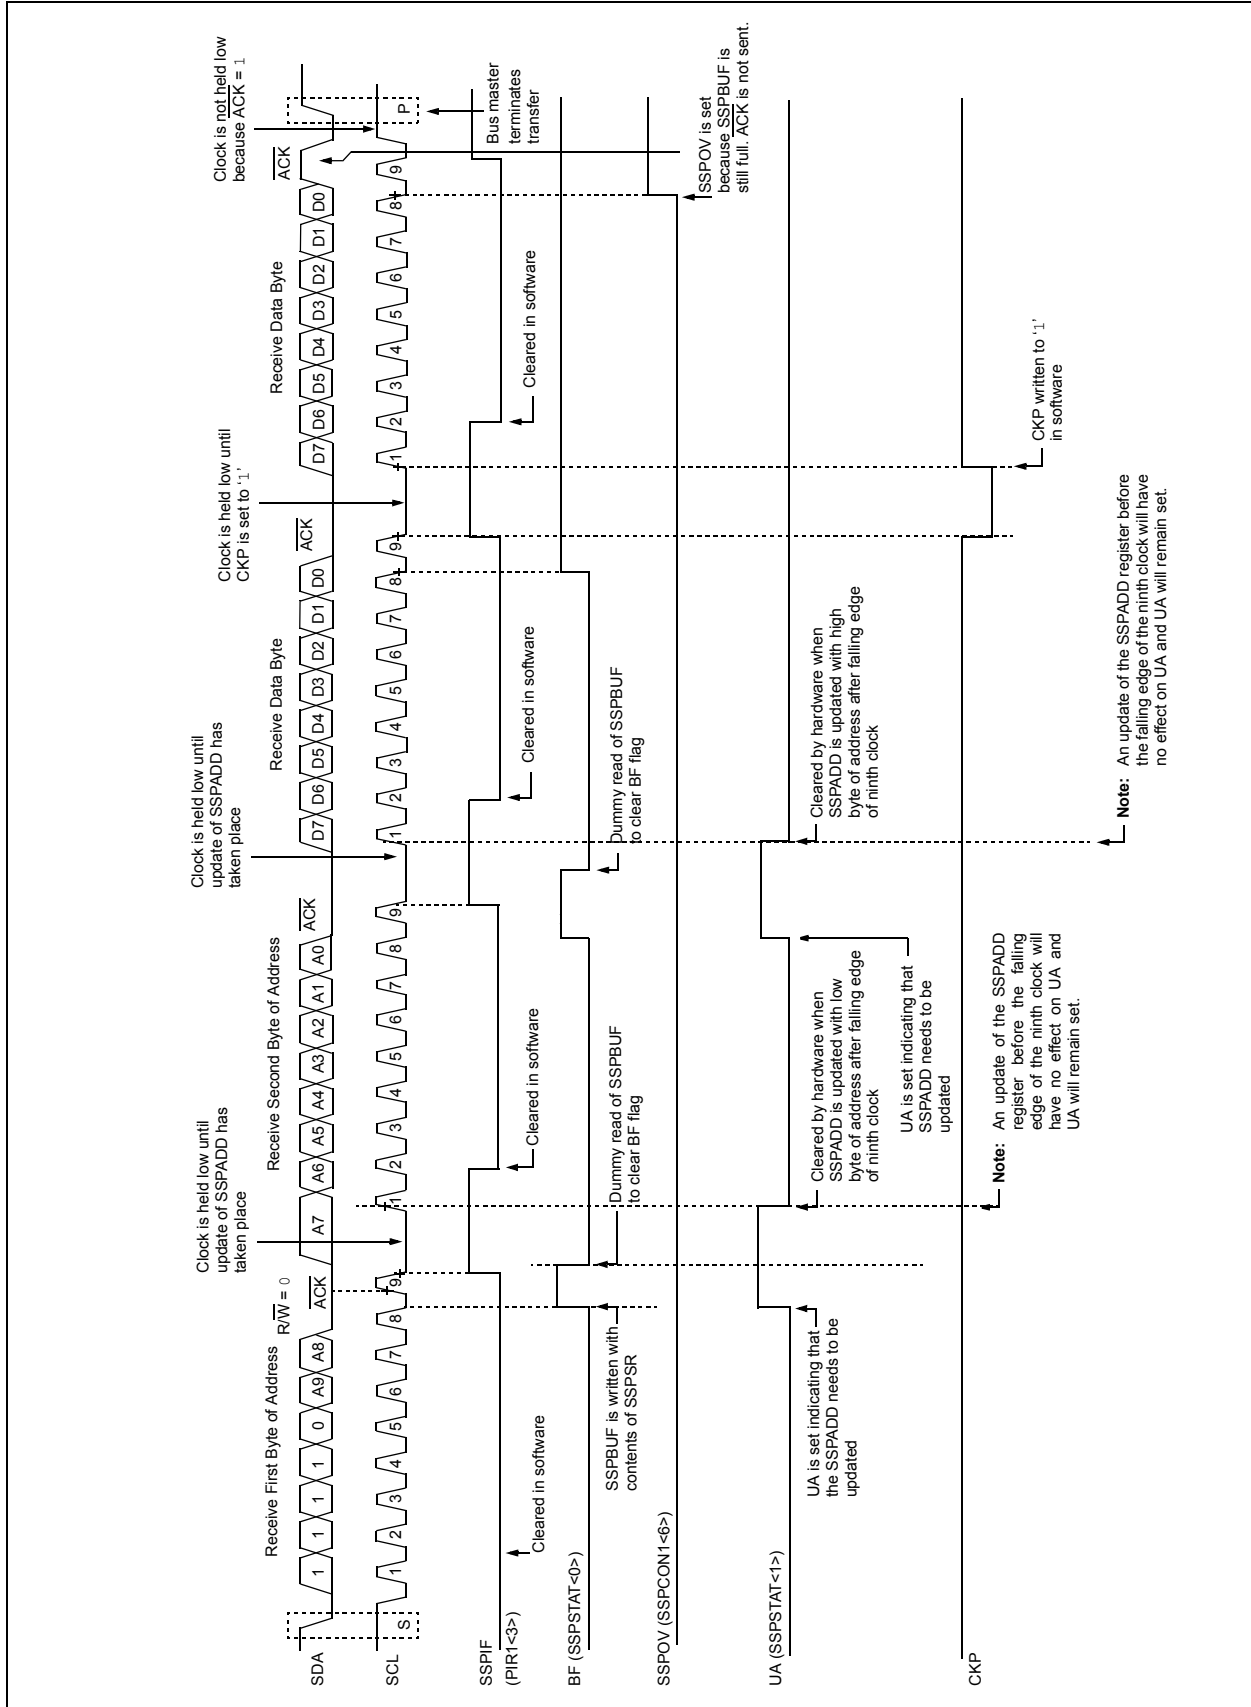 SDA
S
Receive First Byte of Address
1 1 1 1 0 A9 A8
R/W = 0
ACK
Clock is held low until
update of SSPADD has
taken place
Receive Second Byte of Address
A7 A6 A5 A4 A3 A2 A1 A0
ACK
Clock is held low until
update of SSPADD has
taken place
Receive Data Byte
D7 D6 D5 D4 D3 D2 D1 D0
ACK
Clock is held low until
CKP is set to ‘1’
Receive Data Byte
D7 D6 D5 D4 D3 D2 D1 D0
ACK
Clock is not held low
because ACK = 1
P
Bus master
terminates
transfer
SCL
1 2 3 4 5 6 7 8 9
1 2 3 4 5 6 7 8 9
1 2 3 4 5 6 7 8 9
1 2 3 4 5 6 7 8 9
SSPIF
(PIR1<3>)
Cleared in software
Cleared in software
Cleared in software
Cleared in software
BF (SSPSTAT<0>)
SSPBUF is written with
contents of SSPSR
Dummy read of SSPBUF
to clear BF flag
Dummy read of SSPBUF
to clear BF flag
SSPOV (SSPCON1<6>)
SSPOV is set
because SSPBUF is
still full. ACK is not sent.
UA (SSPSTAT<1>)
UA is set indicating that
the SSPADD needs to be
updated
Cleared by hardware when
SSPADD is updated with low
byte of address after falling edge
of ninth clock
UA is set indicating that
SSPADD needs to be
updated
Cleared by hardware when
SSPADD is updated with high
byte of address after falling edge
of ninth clock
CKP
CKP written to ‘1’
in software
Note: An update of the SSPADD
register before the falling
edge of the ninth clock will
have no effect on UA and
UA will remain set.
Note: An update of the SSPADD register before
the falling edge of the ninth clock will have
no effect on UA and UA will remain set.